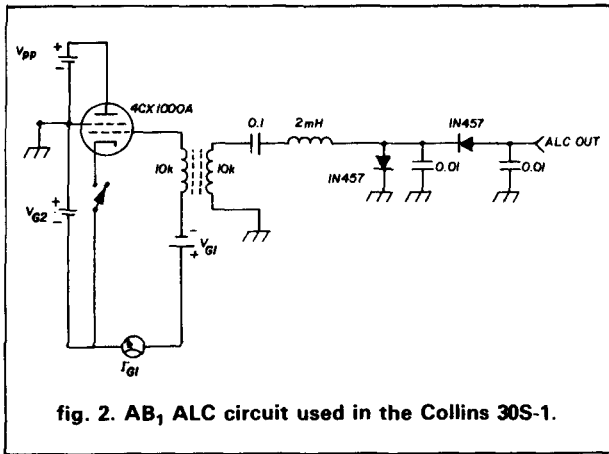 Vpp
+
-
4CX1000A
0.1
2mH
1N457
ALC OUT
10k
10k
1N457
0.01
0.01
VG2
+
-
-
+
VG1
IG1
fig. 2. AB₁ ALC circuit used in the Collins 30S-1.